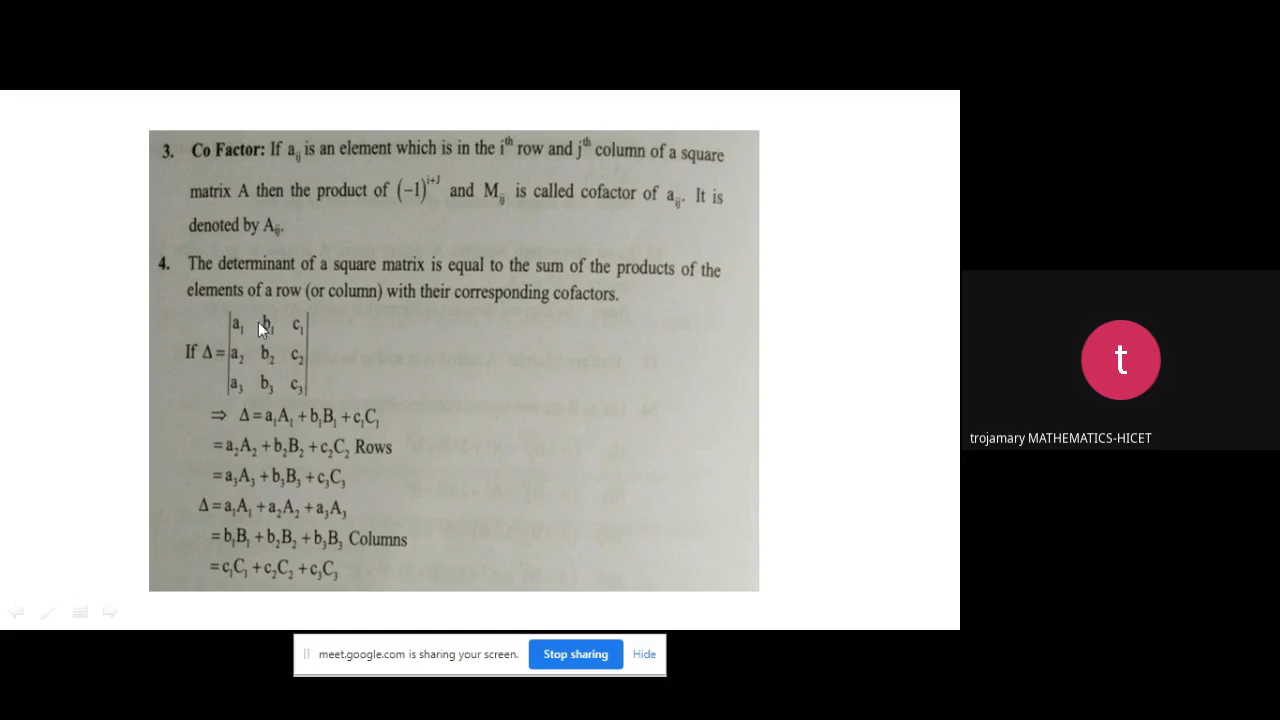 3. Co Factor: If aᵢⱼ is an element which is in the iᵗʰ row and jᵗʰ column of a square
matrix A then the product of (−1)ⁱ⁺ᴶ and Mᵢⱼ is called cofactor of aᵢⱼ. It is
denoted by Aᵢⱼ.
4. The determinant of a square matrix is equal to the sum of the products of the
elements of a row (or column) with their corresponding cofactors.
a₁ b₁ c₁
If Δ = a₂ b₂ c₂
a₃ b₃ c₃
⇒ Δ = a₁A₁ + b₁B₁ + c₁C₁
= a₂A₂ + b₂B₂ + c₂C₂ Rows
= a₃A₃ + b₃B₃ + c₃C₃
Δ = a₁A₁ + a₂A₂ + a₃A₃
= b₁B₁ + b₂B₂ + b₃B₃ Columns
= c₁C₁ + c₂C₂ + c₃C₃
t
trojamary MATHEMATICS-HICET
meet.google.com is sharing your screen. Stop sharing Hide